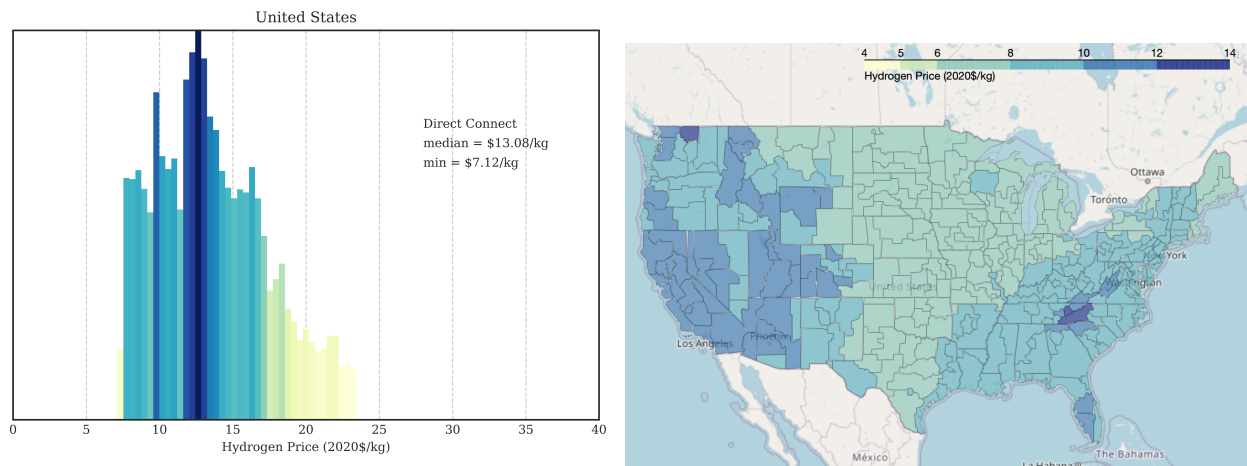 United States
Direct Connect
median = $13.08/kg
min = $7.12/kg
0 5 10 15 20 25 30 35 40
Hydrogen Price (2020$/kg)
4 5 6 8 10 12 14
Hydrogen Price (2020$/kg)
Ottawa
Toronto
New York
Washington
United States
Los Angeles
Phoenix
México
La Habana
The Bahamas